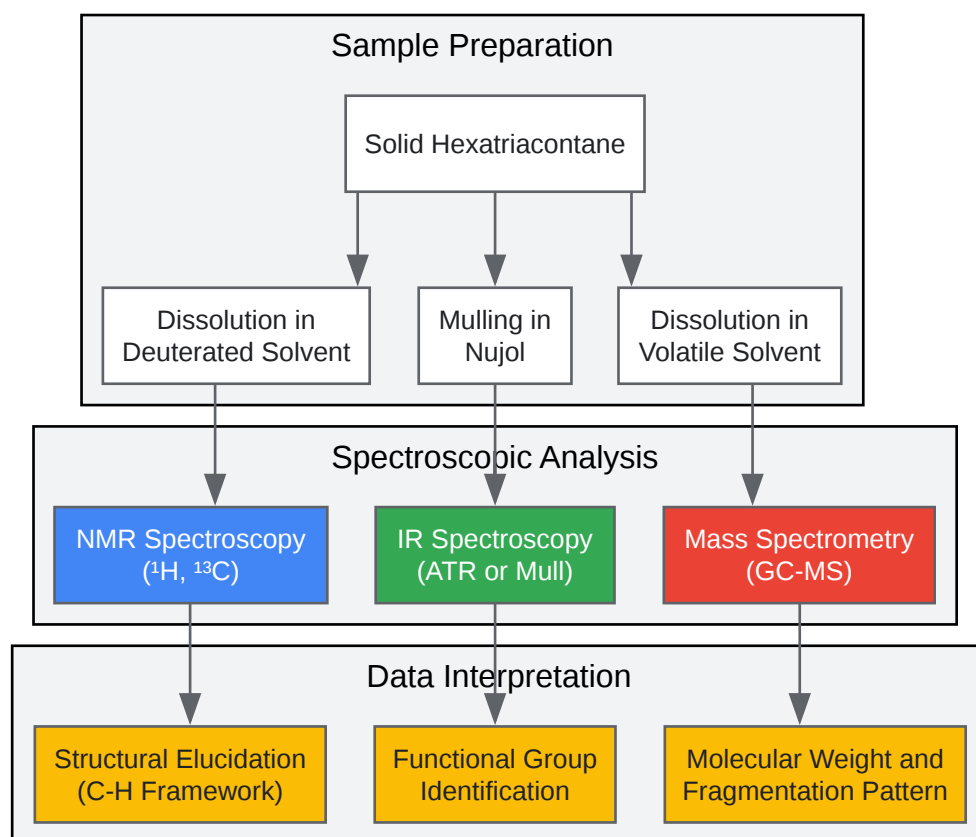 Sample Preparation
Solid Hexatriacontane
Dissolution in
Deuterated Solvent
Mulling in
Nujol
Dissolution in
Volatile Solvent
Spectroscopic Analysis
NMR Spectroscopy
(¹H, ¹³C)
IR Spectroscopy
(ATR or Mull)
Mass Spectrometry
(GC-MS)
Data Interpretation
Structural Elucidation
(C-H Framework)
Functional Group
Identification
Molecular Weight and
Fragmentation Pattern